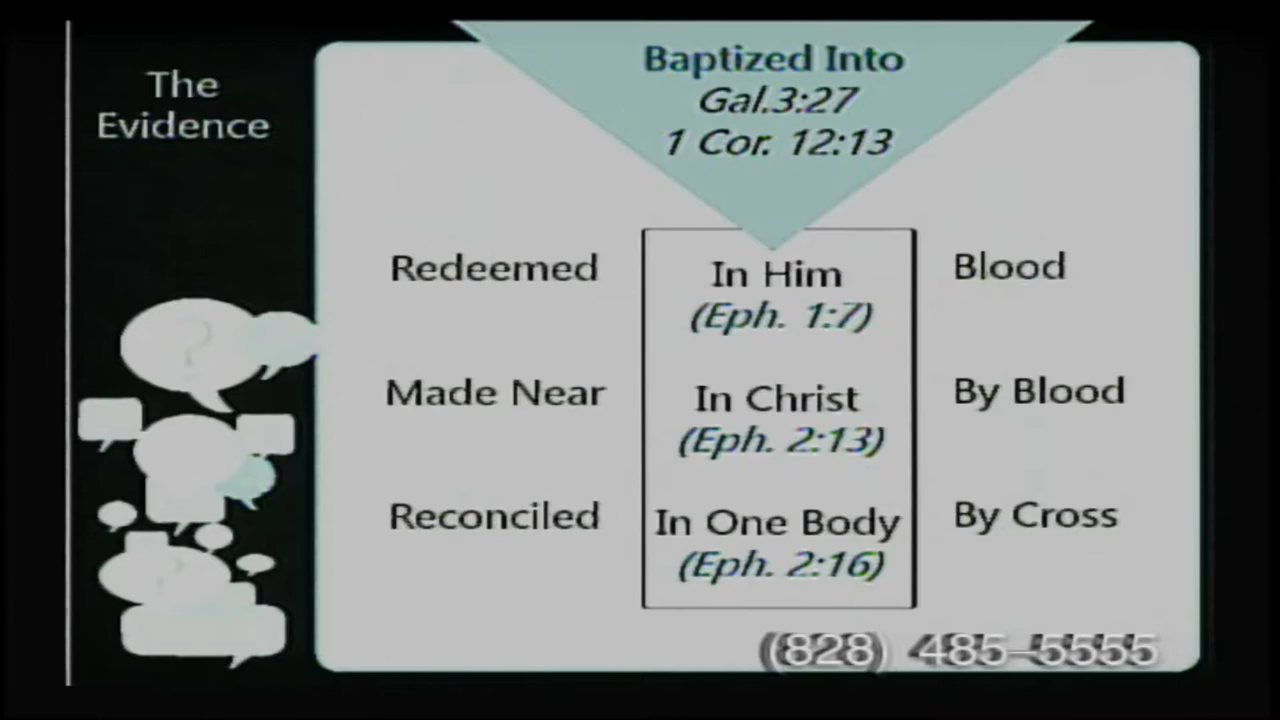 The
Evidence
Baptized Into
Gal.3:27
1 Cor. 12:13
Redeemed
In Him
(Eph. 1:7)
Blood
Made Near
In Christ
(Eph. 2:13)
By Blood
Reconciled
In One Body
(Eph. 2:16)
By Cross
(828) 485-5555